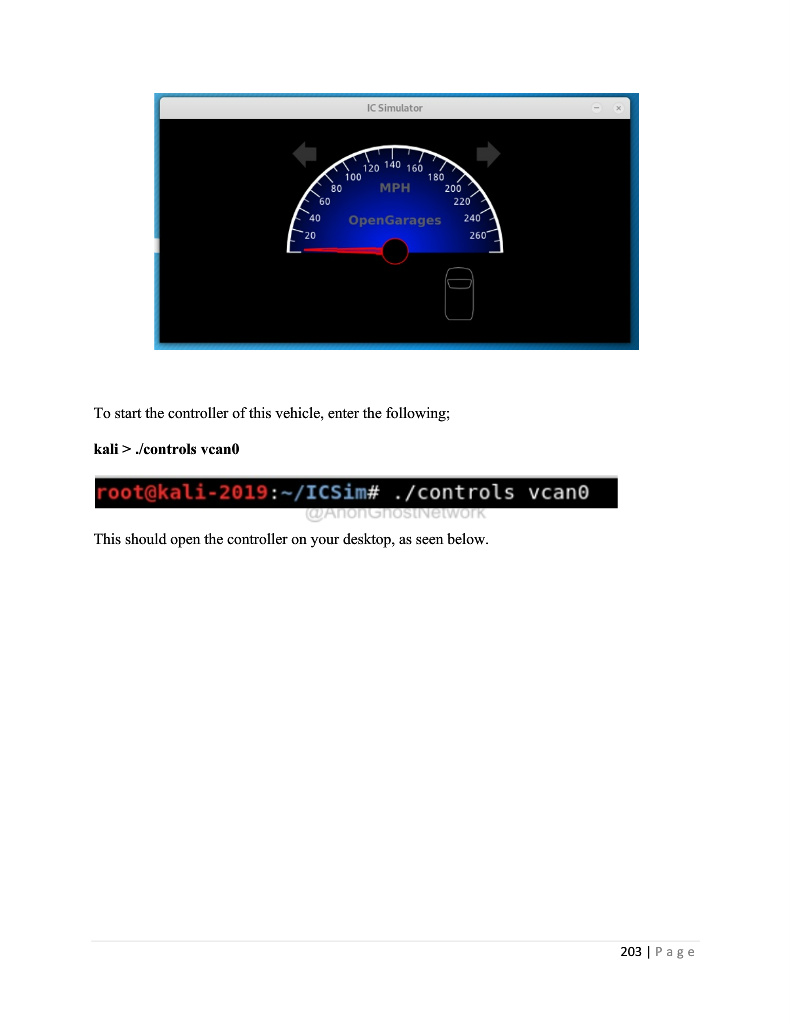 IC Simulator
120 140 160
100 180
80 MPH 200
60 220
40 OpenGarages 240
20 260
To start the controller of this vehicle, enter the following;
kali > ./controls vcan0
root@kali-2019:~/ICSim# ./controls vcan0
@AnonGhostNetwork
This should open the controller on your desktop, as seen below.
203 | P a g e